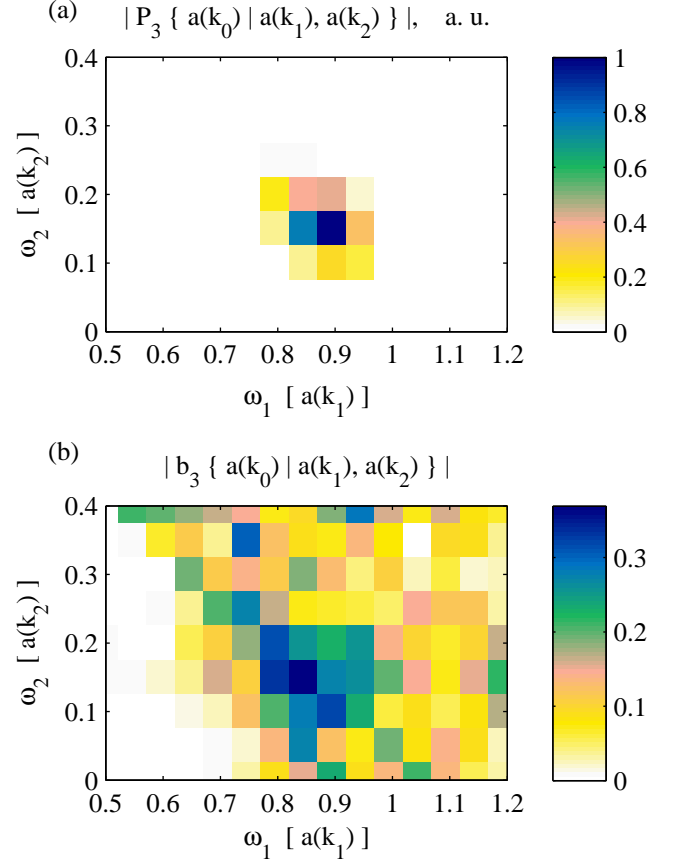 (a) | P₃ { a(k₀) | a(k₁), a(k₂) } |, a. u.
0.4
0.3
0.2
0.1
0
ω₂ [ a(k₂) ]
0.5 0.6 0.7 0.8 0.9 1 1.1 1.2
ω₁ [ a(k₁) ]
1
0.8
0.6
0.4
0.2
0
(b) | b₃ { a(k₀) | a(k₁), a(k₂) } |
0.4
0.3
0.2
0.1
0
ω₂ [ a(k₂) ]
0.5 0.6 0.7 0.8 0.9 1 1.1 1.2
ω₁ [ a(k₁) ]
0.3
0.2
0.1
0